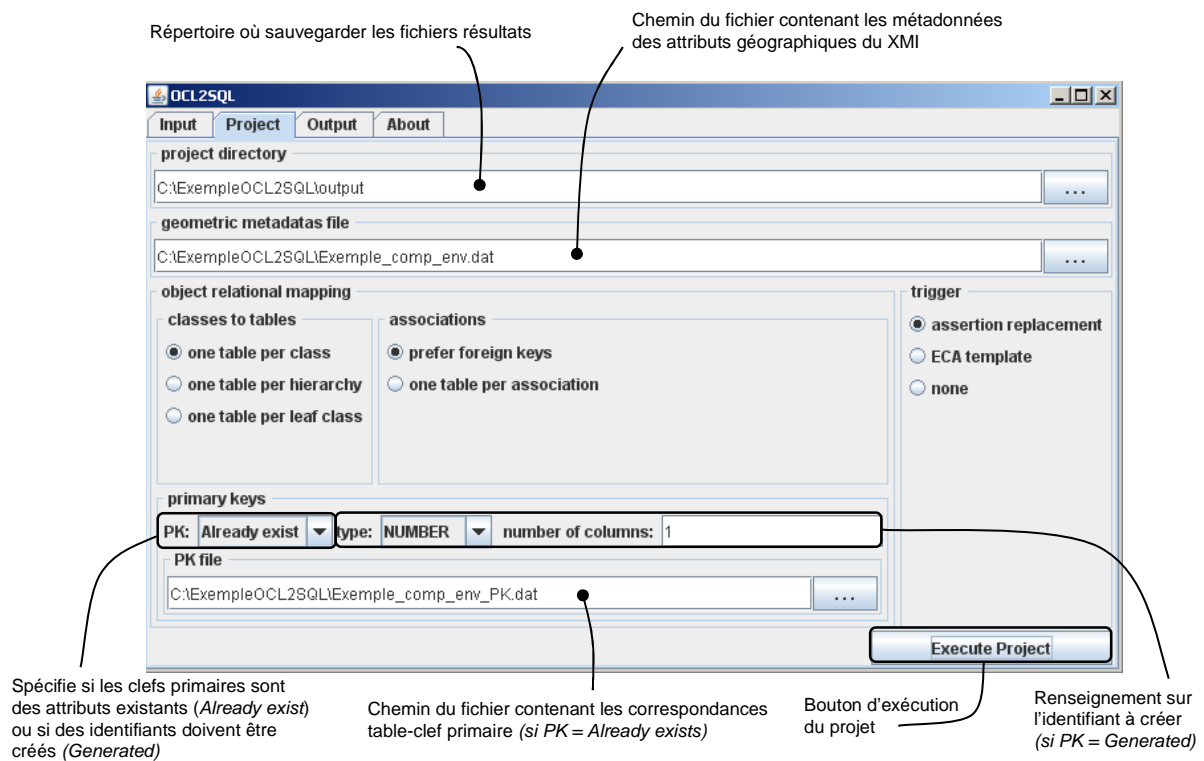 Répertoire où sauvegarder les fichiers résultats
Chemin du fichier contenant les métadonnées
des attributs géographiques du XMI
OCL2SQL
Input Project Output About
project directory
C:\ExempleOCL2SQL\output ...
geometric metadatas file
C:\ExempleOCL2SQL\Exemple_comp_env.dat ...
object relational mapping
classes to tables
one table per class
one table per hierarchy
one table per leaf class
associations
prefer foreign keys
one table per association
trigger
assertion replacement
ECA template
none
primary keys
PK: Already exist type: NUMBER number of columns: 1
PK file
C:\ExempleOCL2SQL\Exemple_comp_env_PK.dat ...
Execute Project
Spécifie si les clefs primaires sont
des attributs existants (Already exist)
ou si des identifiants doivent être
créés (Generated)
Chemin du fichier contenant les correspondances
table-clef primaire (si PK = Already exists)
Bouton d'exécution
du projet
Renseignement sur
l'identifiant à créer
(si PK = Generated)